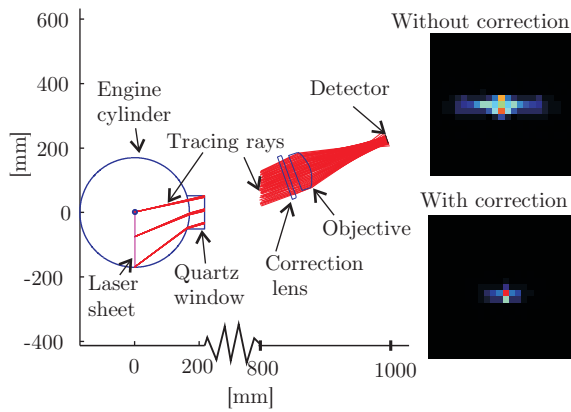 600
400
200
0
-200
-400
[mm]
0
200
800
1000
[mm]
Engine
cylinder
Tracing rays
Detector
Laser
sheet
Quartz
window
Correction
lens
Objective
Without correction
With correction